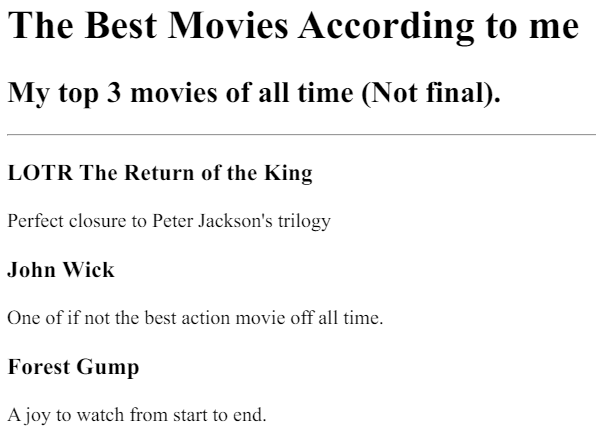 The Best Movies According to me
My top 3 movies of all time (Not final).
LOTR The Return of the King
Perfect closure to Peter Jackson's trilogy
John Wick
One of if not the best action movie off all time.
Forest Gump
A joy to watch from start to end.